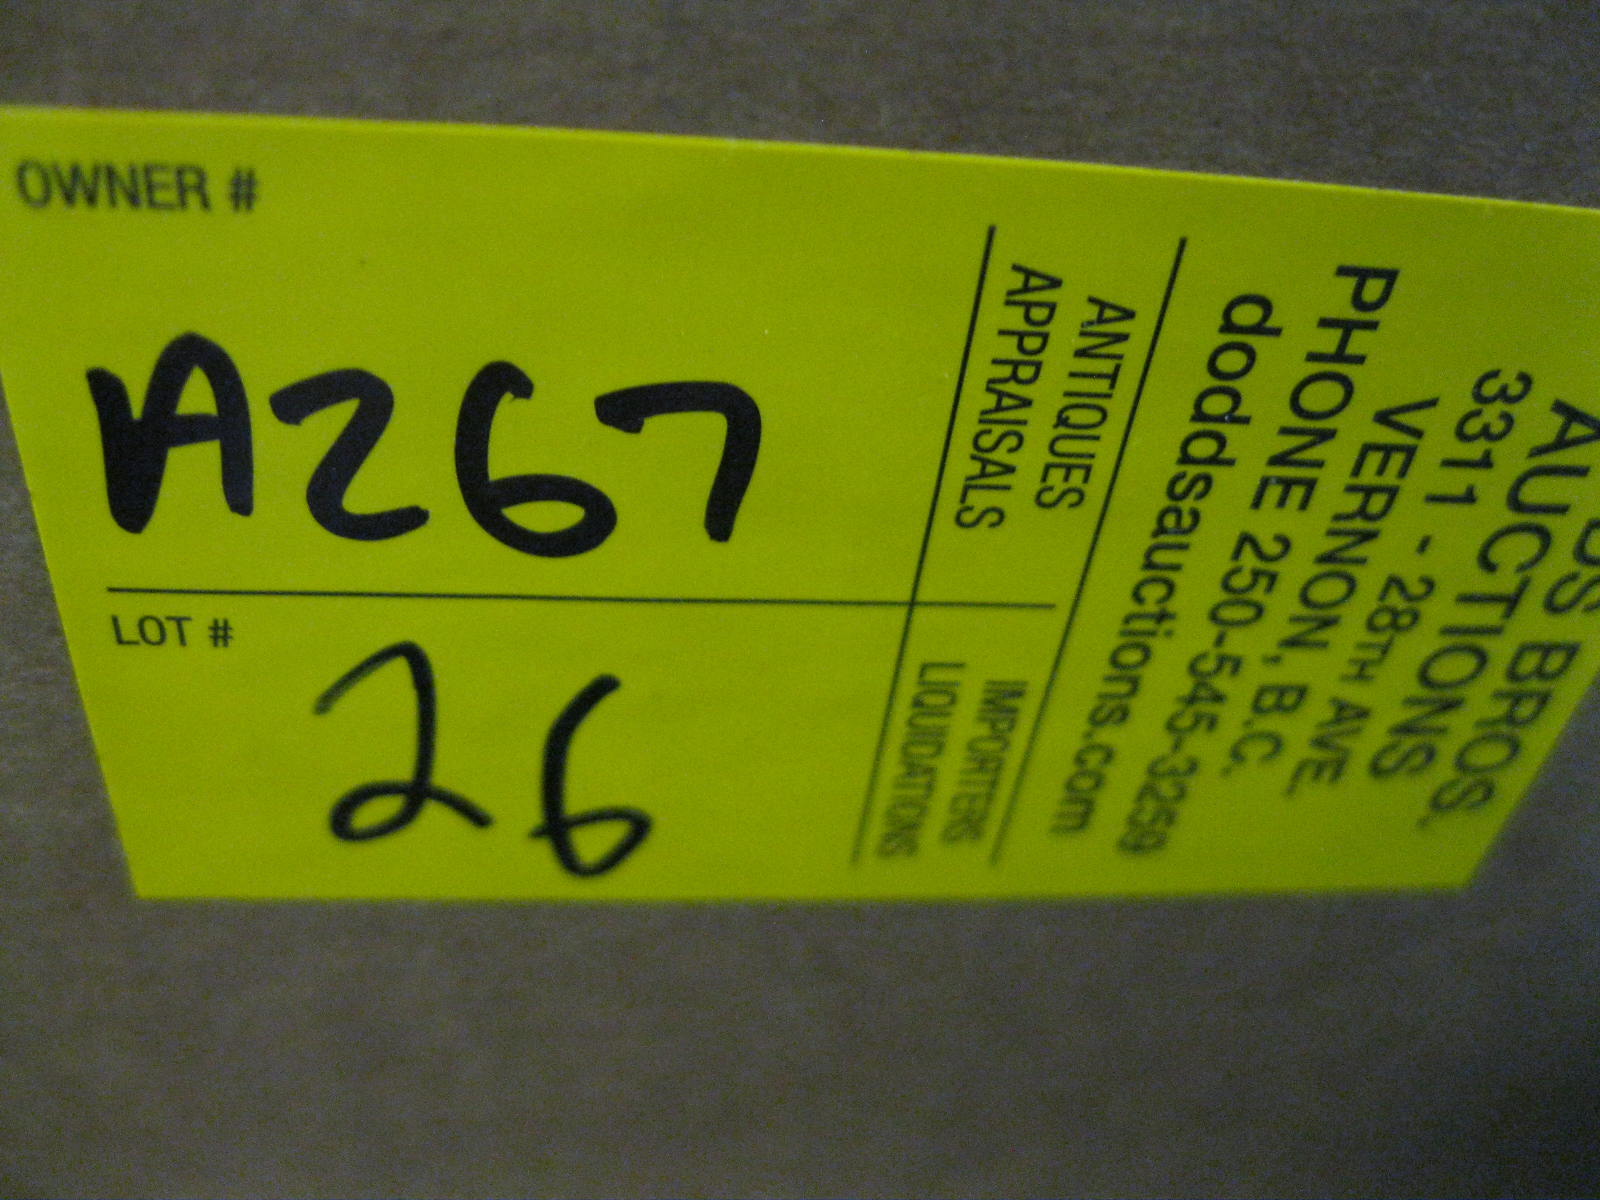 OWNER #
A267
LOT #
26
BROS.
AUCTIONS
3311 - 28TH AVE.
VERNON, B.C.
PHONE 250-545-3259
doddsauctions.com
ANTIQUES IMPORTERS
APPRAISALS LIQUIDATIONS